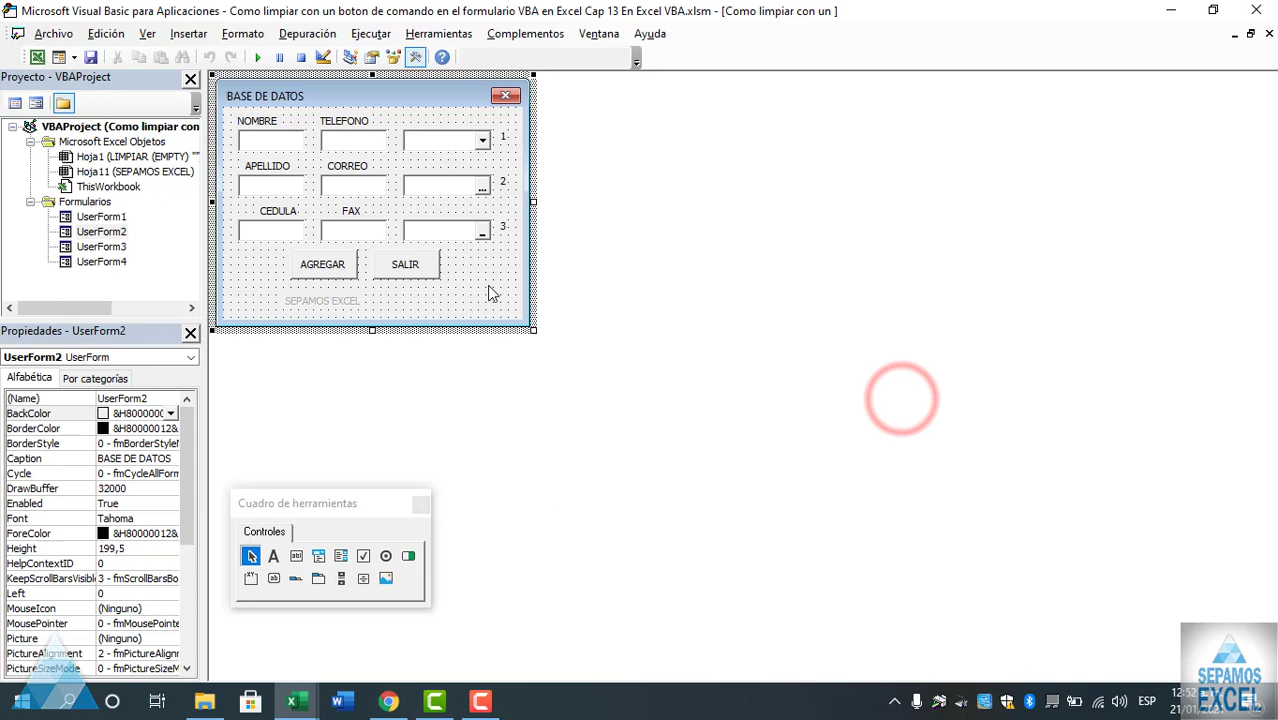 Microsoft Visual Basic para Aplicaciones - Como limpiar con un boton de comando en el formulario VBA en Excel Cap 13 En Excel VBA.xlsm - [Como limpiar con un ]
Archivo Edición Ver Insertar Formato Depuración Ejecutar Herramientas Complementos Ventana Ayuda
Proyecto - VBAProject
VBAProject (Como limpiar con
Microsoft Excel Objetos
Hoja1 (LIMPIAR (EMPTY) ""
Hoja11 (SEPAMOS EXCEL)
ThisWorkbook
Formularios
UserForm1
UserForm2
UserForm3
UserForm4
BASE DE DATOS
NOMBRE TELEFONO
1
APELLIDO CORREO
2
CEDULA FAX
3
AGREGAR SALIR
SEPAMOS EXCEL
Propiedades - UserForm2
UserForm2 UserForm
Alfabética Por categorías
(Name) UserForm2
BackColor &H8000000
BorderColor &H80000012&
BorderStyle 0 - fmBorderStyleN
Caption BASE DE DATOS
Cycle 0 - fmCycleAllForm
DrawBuffer 32000
Enabled True
Font Tahoma
ForeColor &H80000012&
Height 199,5
HelpContextID 0
KeepScrollBarsVisible 3 - fmScrollBarsBo
Left 0
MouseIcon (Ninguno)
MousePointer 0 - fmMousePointe
Picture (Ninguno)
PictureAlignment 2 - fmPictureAlignm
PictureSizeMode 0 - fmPictureSizeM
Cuadro de herramientas
Controles
SEPAMOS
EXCEL
ESP
12:52
21/01/202